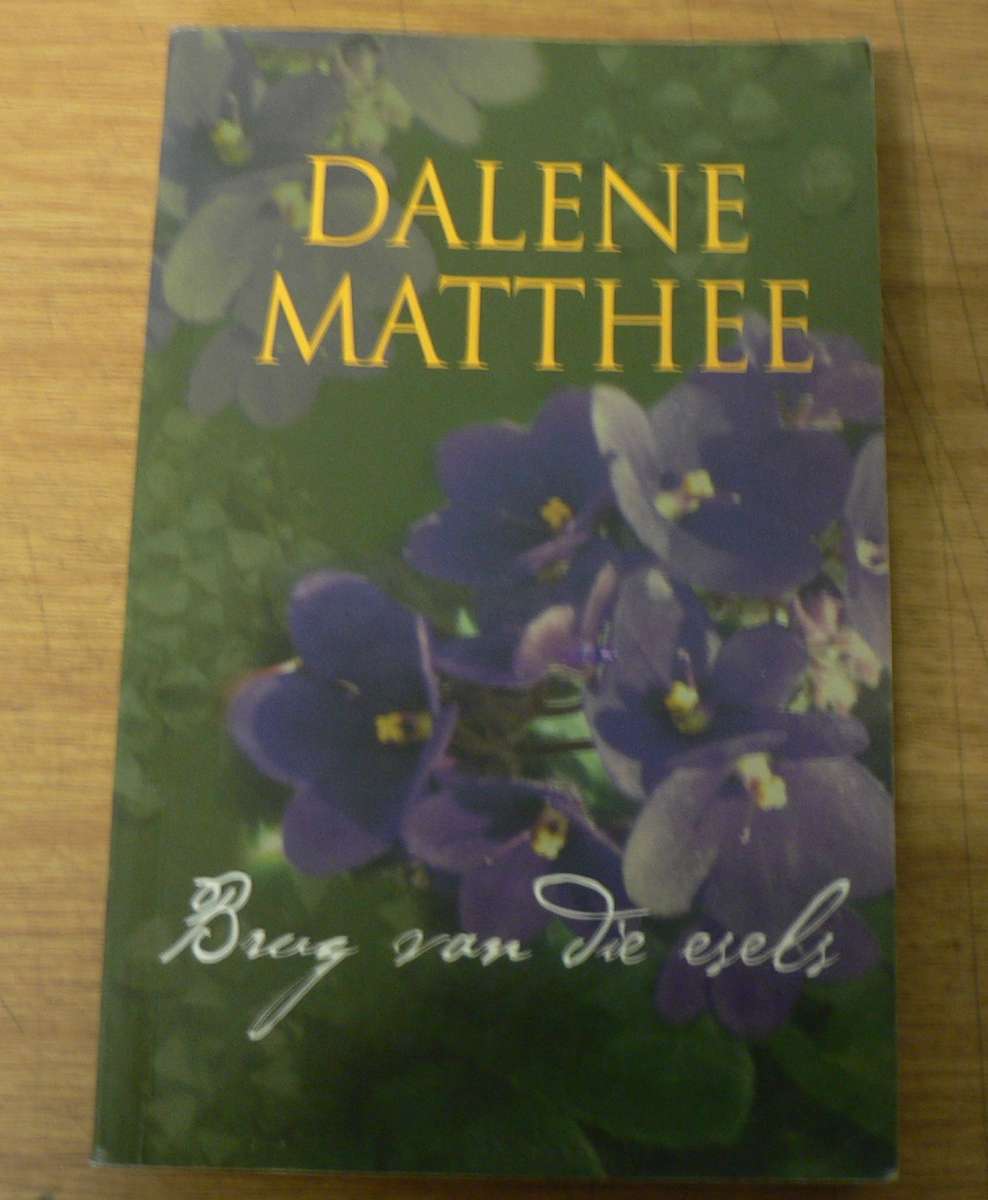 DALENE
MATTHEE
Brug van die esels